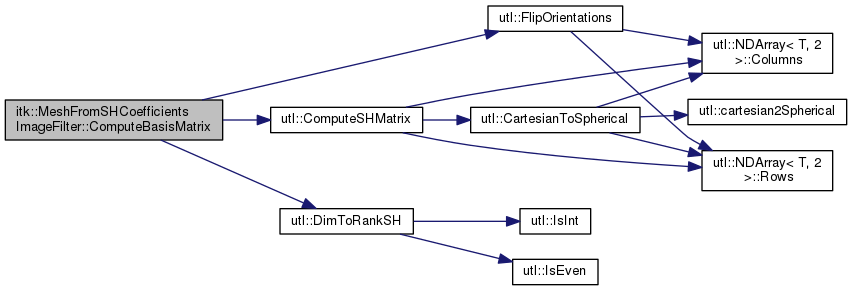 utl::FlipOrientations
utl::NDArray< T, 2
>::Columns
itk::MeshFromSHCoefficients
ImageFilter::ComputeBasisMatrix
utl::ComputeSHMatrix
utl::CartesianToSpherical
utl::cartesian2Spherical
utl::NDArray< T, 2
>::Rows
utl::DimToRankSH
utl::IsInt
utl::IsEven